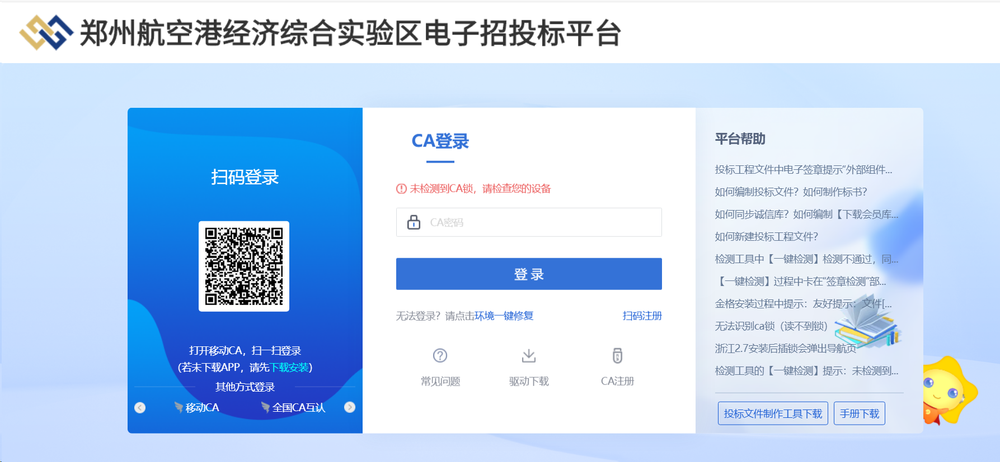 郑州航空港经济综合实验区电子招投标平台
扫码登录
打开移动CA，扫一扫登录
(若未下载APP，请先下载安装)
其他方式登录
移动CA
全国CA互认
CA登录
未检测到CA锁，请检查您的设备
CA密码
登 录
无法登录？请点击环境一键修复
扫码注册
常见问题
驱动下载
CA注册
平台帮助
投标工程文件中电子签章提示“外部组件...
如何编制投标文件？如何制作标书？
如何同步诚信库？如何编制【下载会员库...
如何新建投标工程文件？
检测工具中【一键检测】检测不通过，同...
【一键检测】过程中卡在”签章检测”部...
金格安装过程中提示：友好提示：文件[...
无法识别ca锁（读不到锁）
浙江2.7安装后插锁会弹出导航页
检测工具的【一键检测】提示：未检测到...
投标文件制作工具下载
手册下载